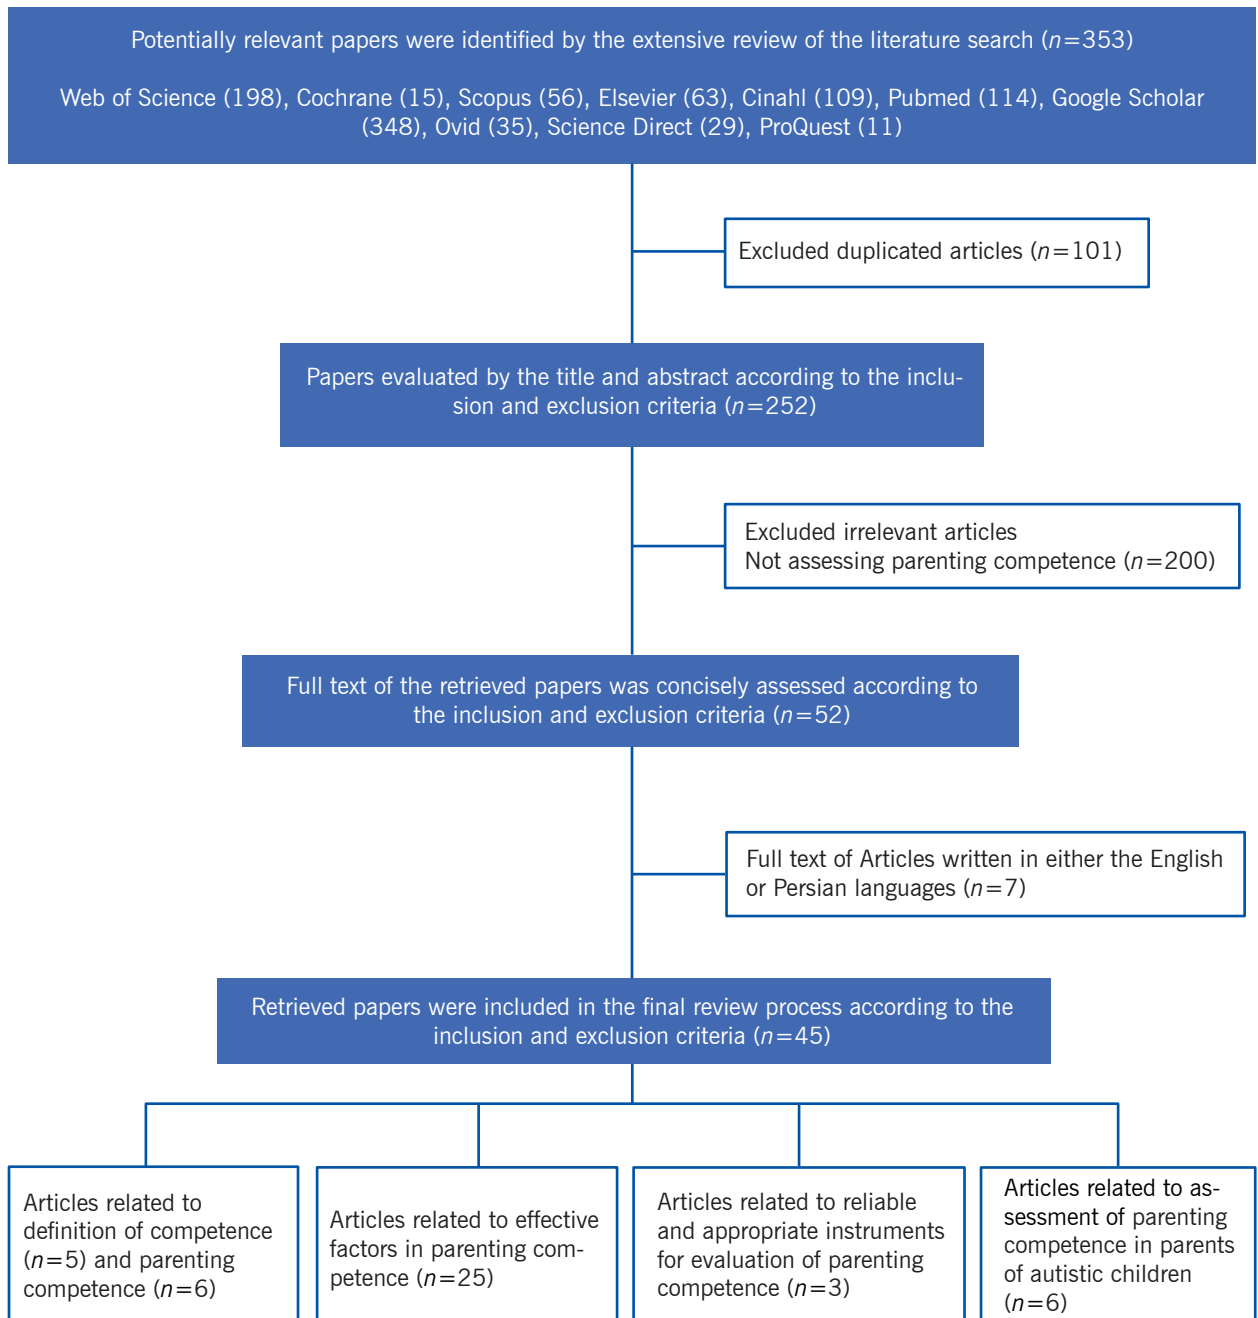 Potentially relevant papers were identified by the extensive review of the literature search (n=353)
Web of Science (198), Cochrane (15), Scopus (56), Elsevier (63), Cinahl (109), Pubmed (114), Google Scholar
(348), Ovid (35), Science Direct (29), ProQuest (11)
Excluded duplicated articles (n=101)
Papers evaluated by the title and abstract according to the inclu-
sion and exclusion criteria (n=252)
Excluded irrelevant articles
Not assessing parenting competence (n=200)
Full text of the retrieved papers was concisely assessed according to
the inclusion and exclusion criteria (n=52)
Full text of Articles written in either the English
or Persian languages (n=7)
Retrieved papers were included in the final review process according to the
inclusion and exclusion criteria (n=45)
Articles related to
definition of competence
(n=5) and parenting
competence (n=6)
Articles related to effective
factors in parenting com-
petence (n=25)
Articles related to reliable
and appropriate instruments
for evaluation of parenting
competence (n=3)
Articles related to as-
sessment of parenting
competence in parents
of autistic children
(n=6)